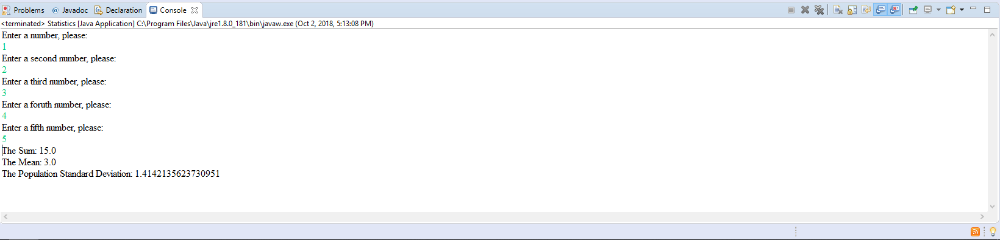 Problems @ Javadoc Declaration Console
<terminated> Statistics [Java Application] C:\Program Files\Java\jre1.8.0_181\bin\javaw.exe (Oct 2, 2018, 5:13:08 PM)
Enter a number, please:
1
Enter a second number, please:
2
Enter a third number, please:
3
Enter a foruth number, please:
4
Enter a fifth number, please:
5
The Sum: 15.0
The Mean: 3.0
The Population Standard Deviation: 1.4142135623730951